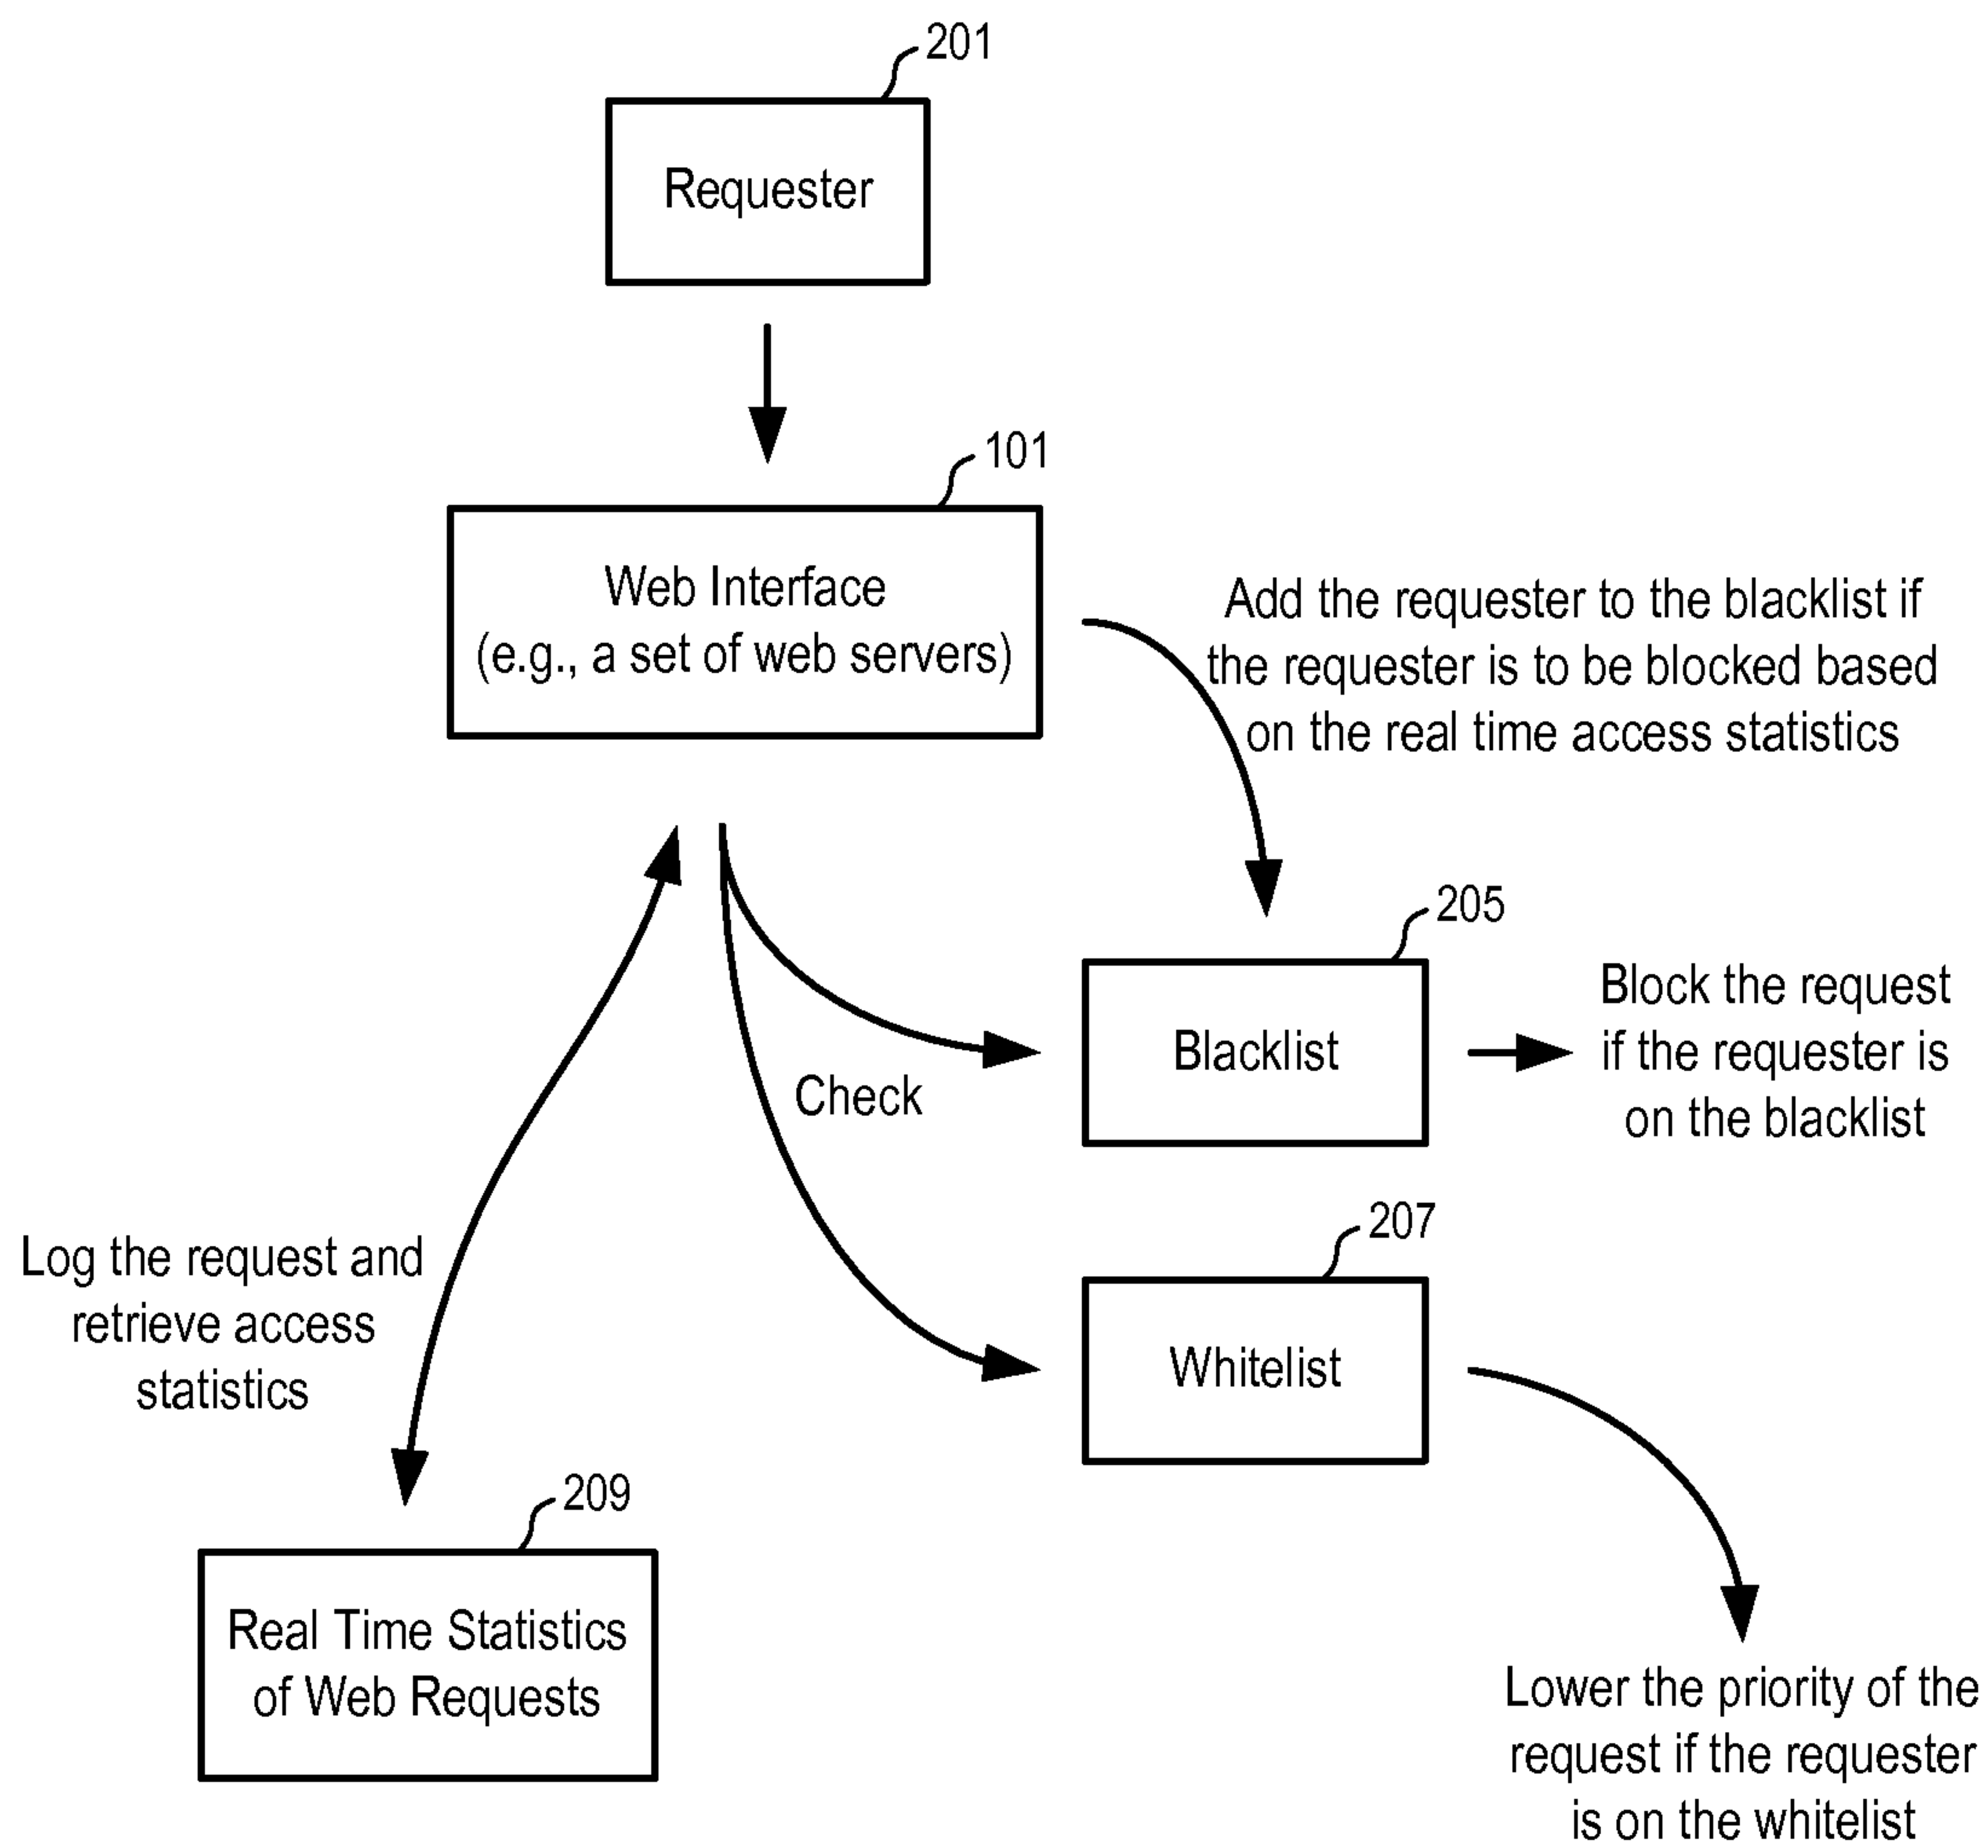 201
Requester
101
Web Interface
(e.g., a set of web servers)
Add the requester to the blacklist if
the requester is to be blocked based
on the real time access statistics
205
Blacklist
Block the request
if the requester is
on the blacklist
Check
207
Whitelist
Log the request and
retrieve access
statistics
209
Real Time Statistics
of Web Requests
Lower the priority of the
request if the requester
is on the whitelist